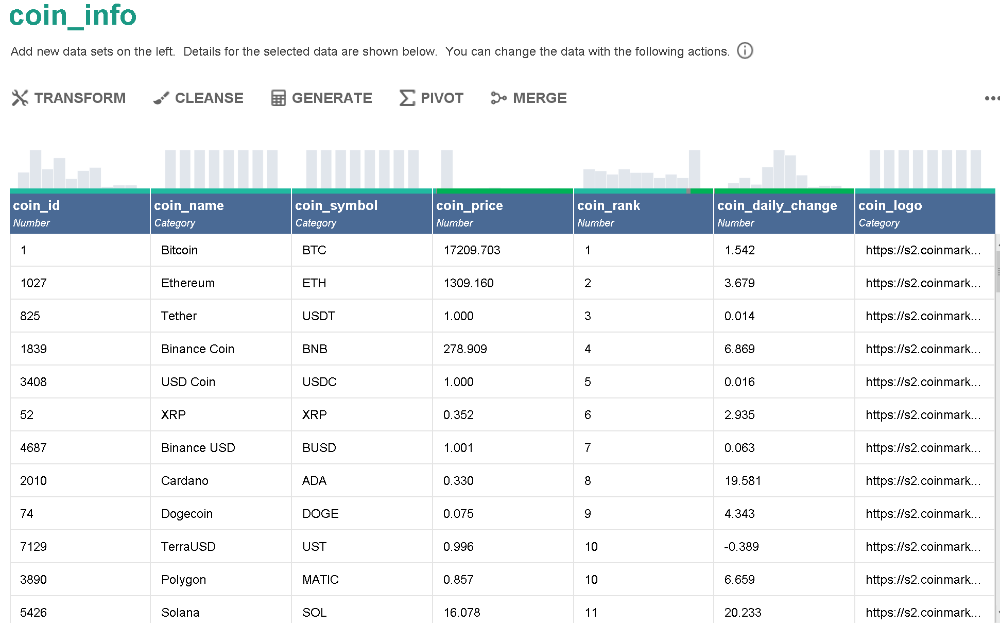 coin_info
Add new data sets on the left.  Details for the selected data are shown below.  You can change the data with the following actions.
TRANSFORM CLEANSE GENERATE PIVOT MERGE
coin_id coin_name coin_symbol coin_price coin_rank coin_daily_change coin_logo
Number Category Category Number Number Number Category
1 Bitcoin BTC 17209.703 1 1.542 https://s2.coinmark...
1027 Ethereum ETH 1309.160 2 3.679 https://s2.coinmark...
825 Tether USDT 1.000 3 0.014 https://s2.coinmark...
1839 Binance Coin BNB 278.909 4 6.869 https://s2.coinmark...
3408 USD Coin USDC 1.000 5 0.016 https://s2.coinmark...
52 XRP XRP 0.352 6 2.935 https://s2.coinmark...
4687 Binance USD BUSD 1.001 7 0.063 https://s2.coinmark...
2010 Cardano ADA 0.330 8 19.581 https://s2.coinmark...
74 Dogecoin DOGE 0.075 9 4.343 https://s2.coinmark...
7129 TerraUSD UST 0.996 10 -0.389 https://s2.coinmark...
3890 Polygon MATIC 0.857 10 6.659 https://s2.coinmark...
5426 Solana SOL 16.078 11 20.233 https://s2.coinmark...